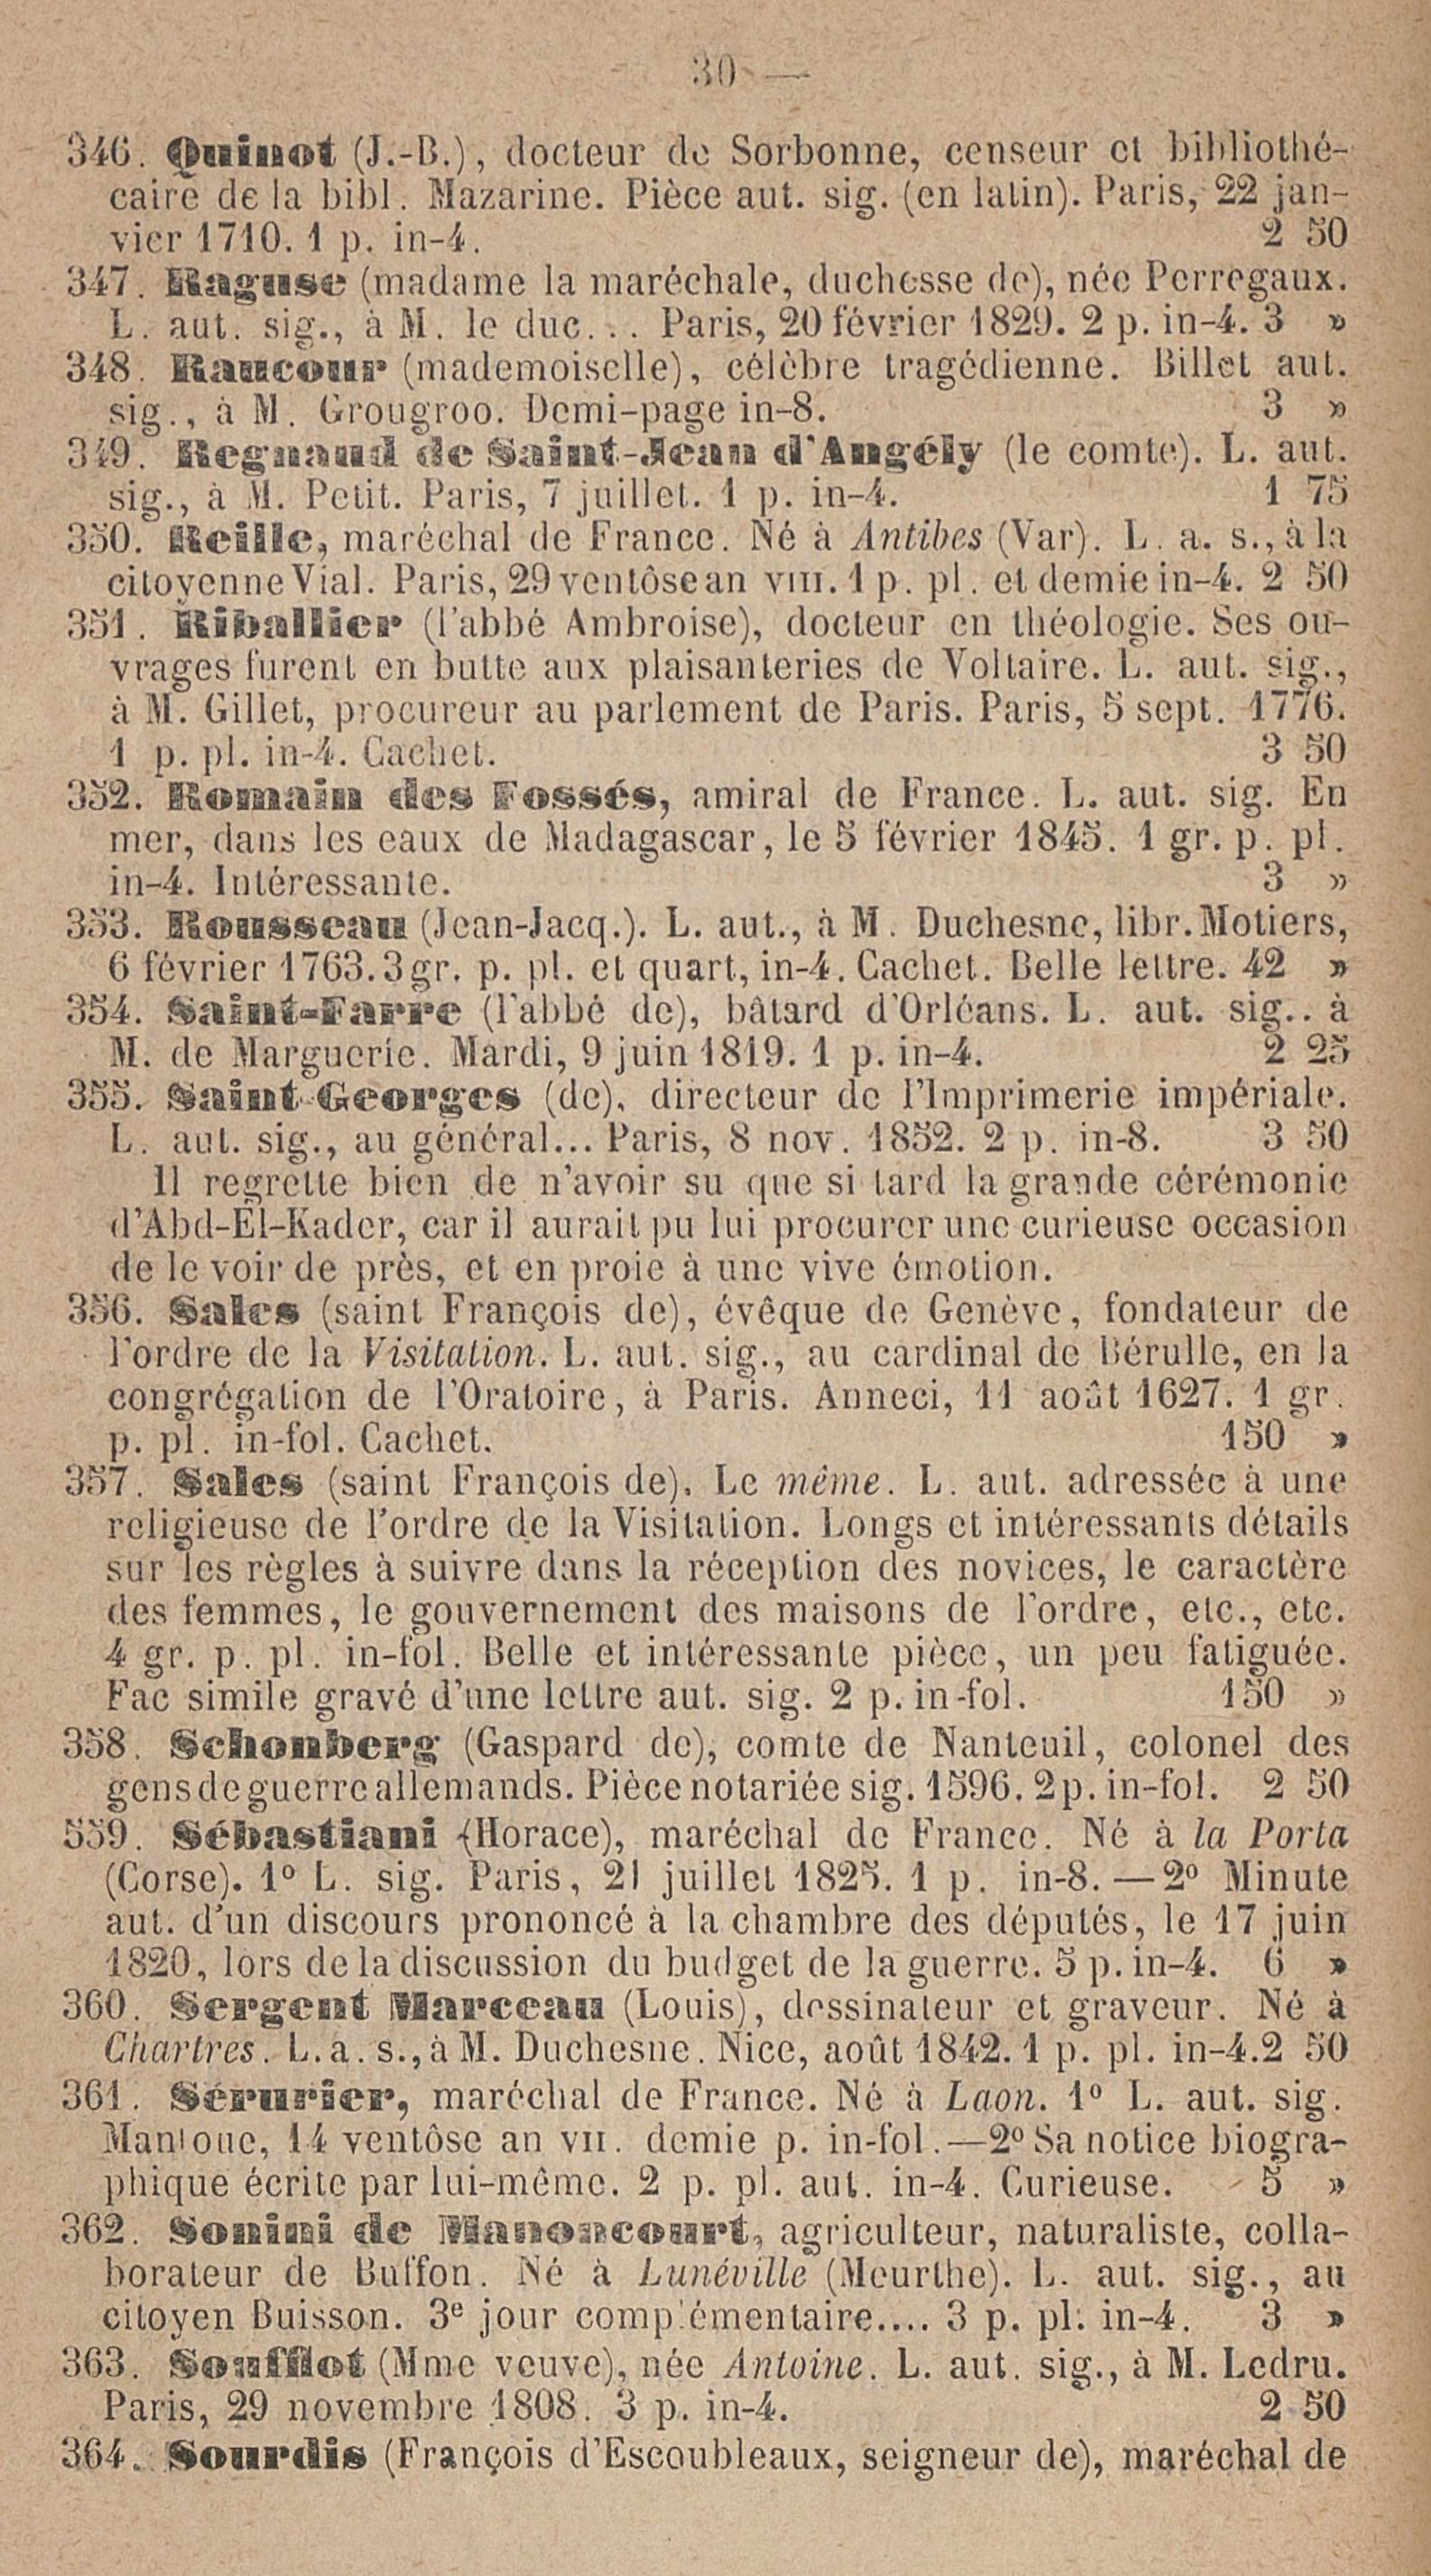 30 —
346. Quinot (J.-B.), docteur de Sorbonne, censeur et bibliothé-
caire de la bibl. Mazarine. Pièce aut. sig. (en latin). Paris, 22 jan-
vier 1710. 1 p. in-4. 2 50
347. Raguse (madame la maréchale, duchesse de), née Perregaux.
L. aut. sig., à M. le duc... Paris, 20 février 1829. 2 p. in-4. 3 »
348. Raucour (mademoiselle), célèbre tragédienne. Billet aut.
sig., à M. Grougroo. Demi-page in-8. 3 »
349. Regnaud de Saint-Jean d'Angély (le comte). L. aut.
sig., à M. Petit. Paris, 7 juillet. 1 p. in-4. 1 75
350. Reille, maréchal de France. Né à Antibes (Var). L. a. s., à la
citoyenne Vial. Paris, 29 ventôse an VIII. 1 p. pl. et demie in-4. 2 50
351. Riballier (l'abbé Ambroise), docteur en théologie. Ses ou-
vrages furent en butte aux plaisanteries de Voltaire. L. aut. sig.,
à M. Gillet, procureur au parlement de Paris. Paris, 5 sept. 1776.
1 p. pl. in-4. Cachet. 3 50
352. Romain des Fossés, amiral de France. L. aut. sig. En
mer, dans les eaux de Madagascar, le 5 février 1845. 1 gr. p. pl.
in-4. Intéressante. 3 »
353. Rousseau (Jean-Jacq.). L. aut., à M. Duchesne, libr. Motiers,
6 février 1763. 3 gr. p. pl. et quart, in-4. Cachet. Belle lettre. 42 »
354. Saint-Farre (l'abbé de), bâtard d'Orléans. L. aut. sig.. à
M. de Marguerie. Mardi, 9 juin 1819. 1 p. in-4. 2 25
355. Saint-Georges (de), directeur de l'Imprimerie impériale.
L. aut. sig., au général... Paris, 8 nov. 1852. 2 p. in-8. 3 50
Il regrette bien de n'avoir su que si tard la grande cérémonie
d'Abd-El-Kader, car il aurait pu lui procurer une curieuse occasion
de le voir de près, et en proie à une vive émotion.
356. Sales (saint François de), évêque de Genève, fondateur de
l'ordre de la Visitation. L. aut. sig., au cardinal de Bérulle, en la
congrégation de l'Oratoire, à Paris. Anneci, 11 août 1627. 1 gr.
p. pl. in-fol. Cachet. 150 »
357. Sales (saint François de). Le même. L. aut. adressée à une
religieuse de l'ordre de la Visitation. Longs et intéressants détails
sur les règles à suivre dans la réception des novices, le caractère
des femmes, le gouvernement des maisons de l'ordre, etc., etc.
4 gr. p. pl. in-fol. Belle et intéressante pièce, un peu fatiguée.
Fac simile gravé d'une lettre aut. sig. 2 p. in-fol. 150 »
358. Schonberg (Gaspard de), comte de Nanteuil, colonel des
gens de guerre allemands. Pièce notariée sig. 1596. 2 p. in-fol. 2 50
559. Sébastiani (Horace), maréchal de France. Né à la Porta
(Corse). 1º L. sig. Paris, 21 juillet 1825. 1 p. in-8. — 2º Minute
aut. d'un discours prononcé à la chambre des députés, le 17 juin
1820, lors de la discussion du budget de la guerre. 5 p. in-4. 6 »
360. Sergent Marceau (Louis), dessinateur et graveur. Né à
Chartres. L. a. s., à M. Duchesne. Nice, août 1842. 1 p. pl. in-4. 2 50
361. Sérurier, maréchal de France. Né à Laon. 1º L. aut. sig.
Mantoue, 14 ventôse an VII. demie p. in-fol. — 2º Sa notice biogra-
phique écrite par lui-même. 2 p. pl. aut. in-4. Curieuse. 5 »
362. Sonini de Manoncourt, agriculteur, naturaliste, colla-
borateur de Buffon. Né à Lunéville (Meurthe). L. aut. sig., au
citoyen Buisson. 3e jour complémentaire.... 3 p. pl. in-4. 3 »
363. Soufflot (Mme veuve), née Antoine. L. aut. sig., à M. Ledru.
Paris, 29 novembre 1808. 3 p. in-4. 2 50
364. Sourdis (François d'Escoubleaux, seigneur de), maréchal de